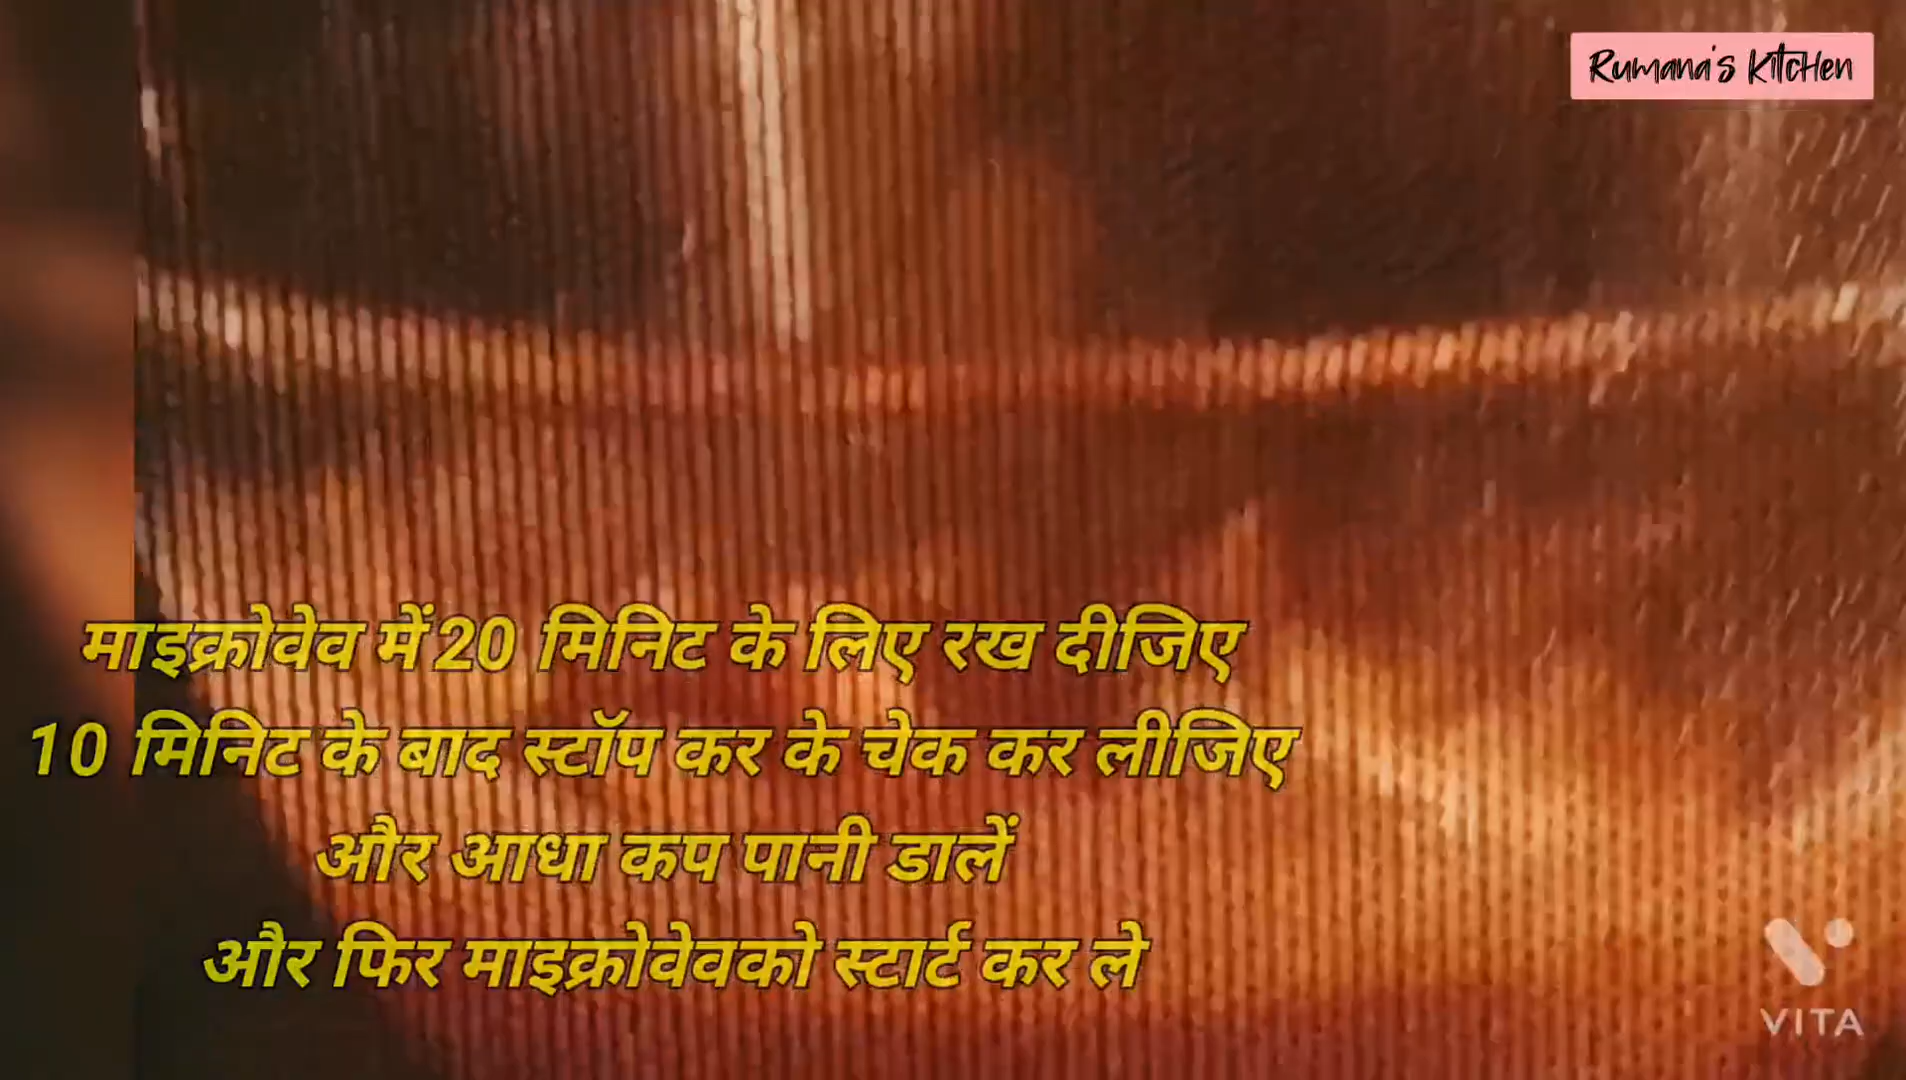 Rumana's Kitchen
माइक्रोवेव में 20 मिनिट के लिए रख दीजिए
10 मिनिट के बाद स्टॉप कर के चेक कर लीजिए
और आधा कप पानी डालें
और फिर माइक्रोवेवको स्टार्ट कर ले
VITA